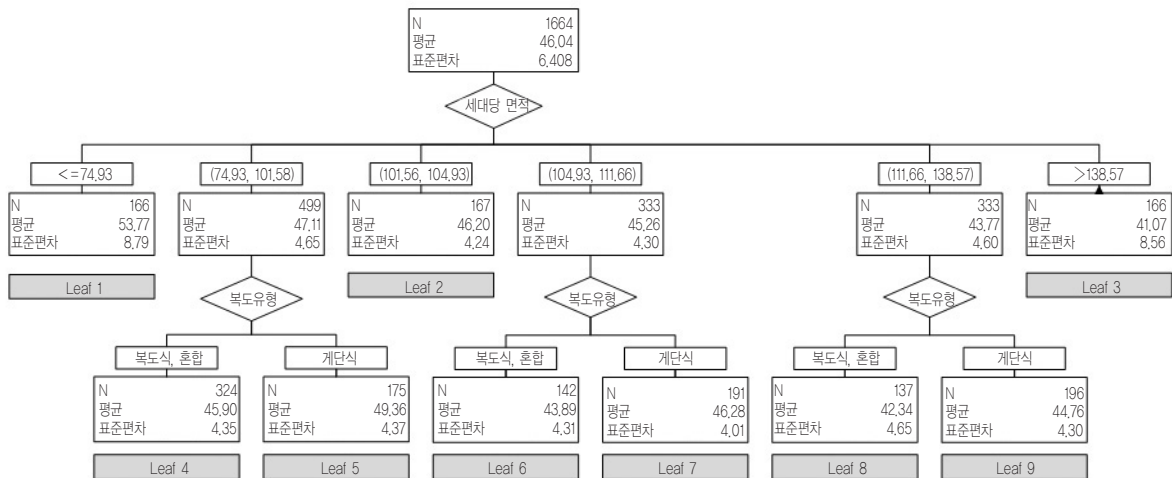 N 1664
평균 46.04
표준편차 6.408
세대당 면적
<=74.93
(74.93, 101.58)
(101.56, 104.93)
(104.93, 111.66)
(111.66, 138.57)
>138.57
N 166
평균 53.77
표준편차 8.79
N 499
평균 47.11
표준편차 4.65
N 167
평균 46.20
표준편차 4.24
N 333
평균 45.26
표준편차 4.30
N 333
평균 43.77
표준편차 4.60
N 166
평균 41.07
표준편차 8.56
Leaf 1
Leaf 2
Leaf 3
복도유형
복도유형
복도유형
복도식, 혼합
게단식
복도식, 혼합
게단식
복도식, 혼합
게단식
N 324
평균 45.90
표준편차 4.35
N 175
평균 49.36
표준편차 4.37
N 142
평균 43.89
표준편차 4.31
N 191
평균 46.28
표준편차 4.01
N 137
평균 42.34
표준편차 4.65
N 196
평균 44.76
표준편차 4.30
Leaf 4
Leaf 5
Leaf 6
Leaf 7
Leaf 8
Leaf 9